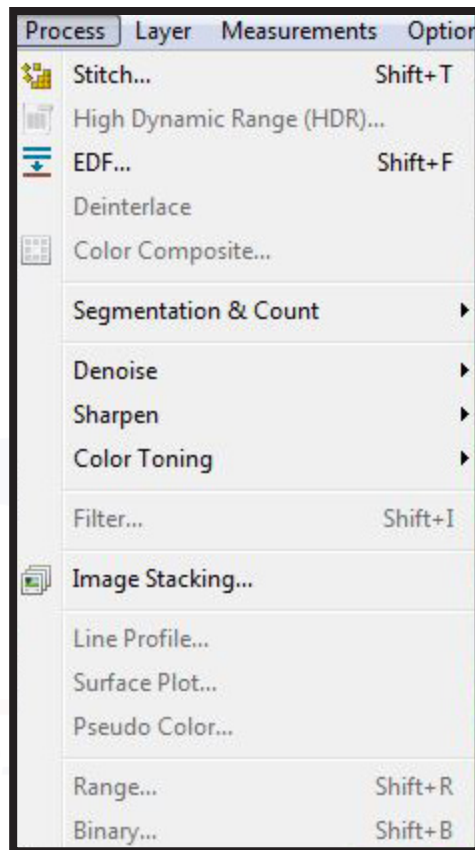 Process Layer Measurements Option
Stitch... Shift+T
High Dynamic Range (HDR)...
EDF... Shift+F
Deinterlace
Color Composite...
Segmentation & Count
Denoise
Sharpen
Color Toning
Filter... Shift+I
Image Stacking...
Line Profile...
Surface Plot...
Pseudo Color...
Range... Shift+R
Binary... Shift+B